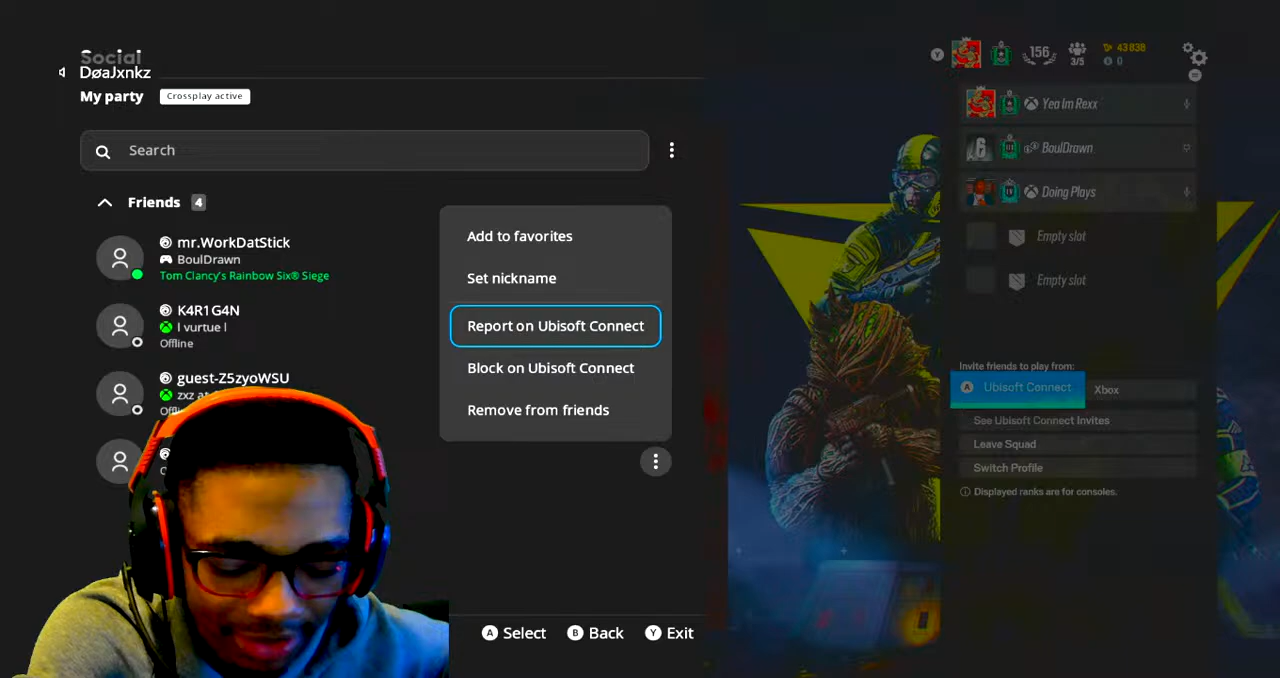 Social
DøaJxnkz
My party
Crossplay active
Search
Friends 4
mr.WorkDatStick
BoulDrawn
Tom Clancy's Rainbow Six® Siege
K4R1G4N
I vurtue I
Offline
guest-Z5zyoWSU
Add to favorites
Set nickname
Report on Ubisoft Connect
Block on Ubisoft Connect
Remove from friends
A Select B Back Y Exit
Y 156 3/5 43 838
0
Yea Im Rexx
BoulDrawn
Doing Plays
Empty slot
Empty slot
Invite friends to play from:
A Ubisoft Connect Xbox
See Ubisoft Connect Invites
Leave Squad
Switch Profile
Displayed ranks are for consoles.